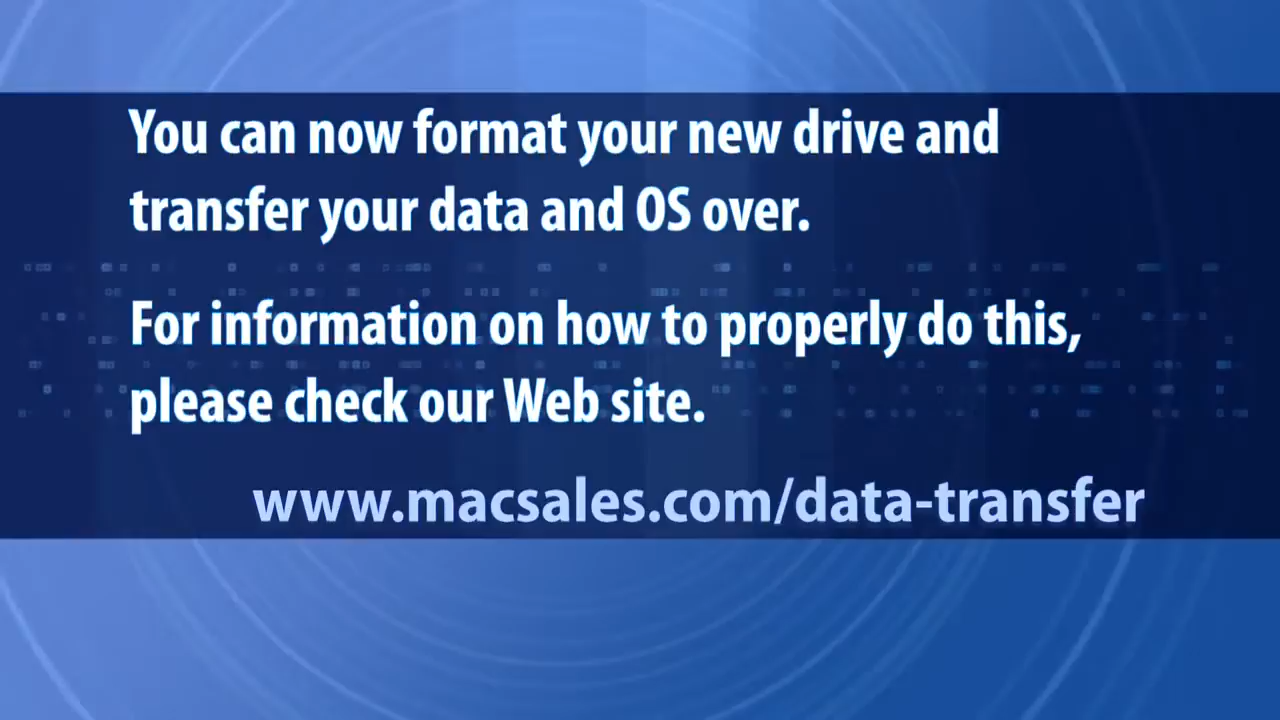 You can now format your new drive and
transfer your data and OS over.
For information on how to properly do this,
please check our Web site.
www.macsales.com/data-transfer